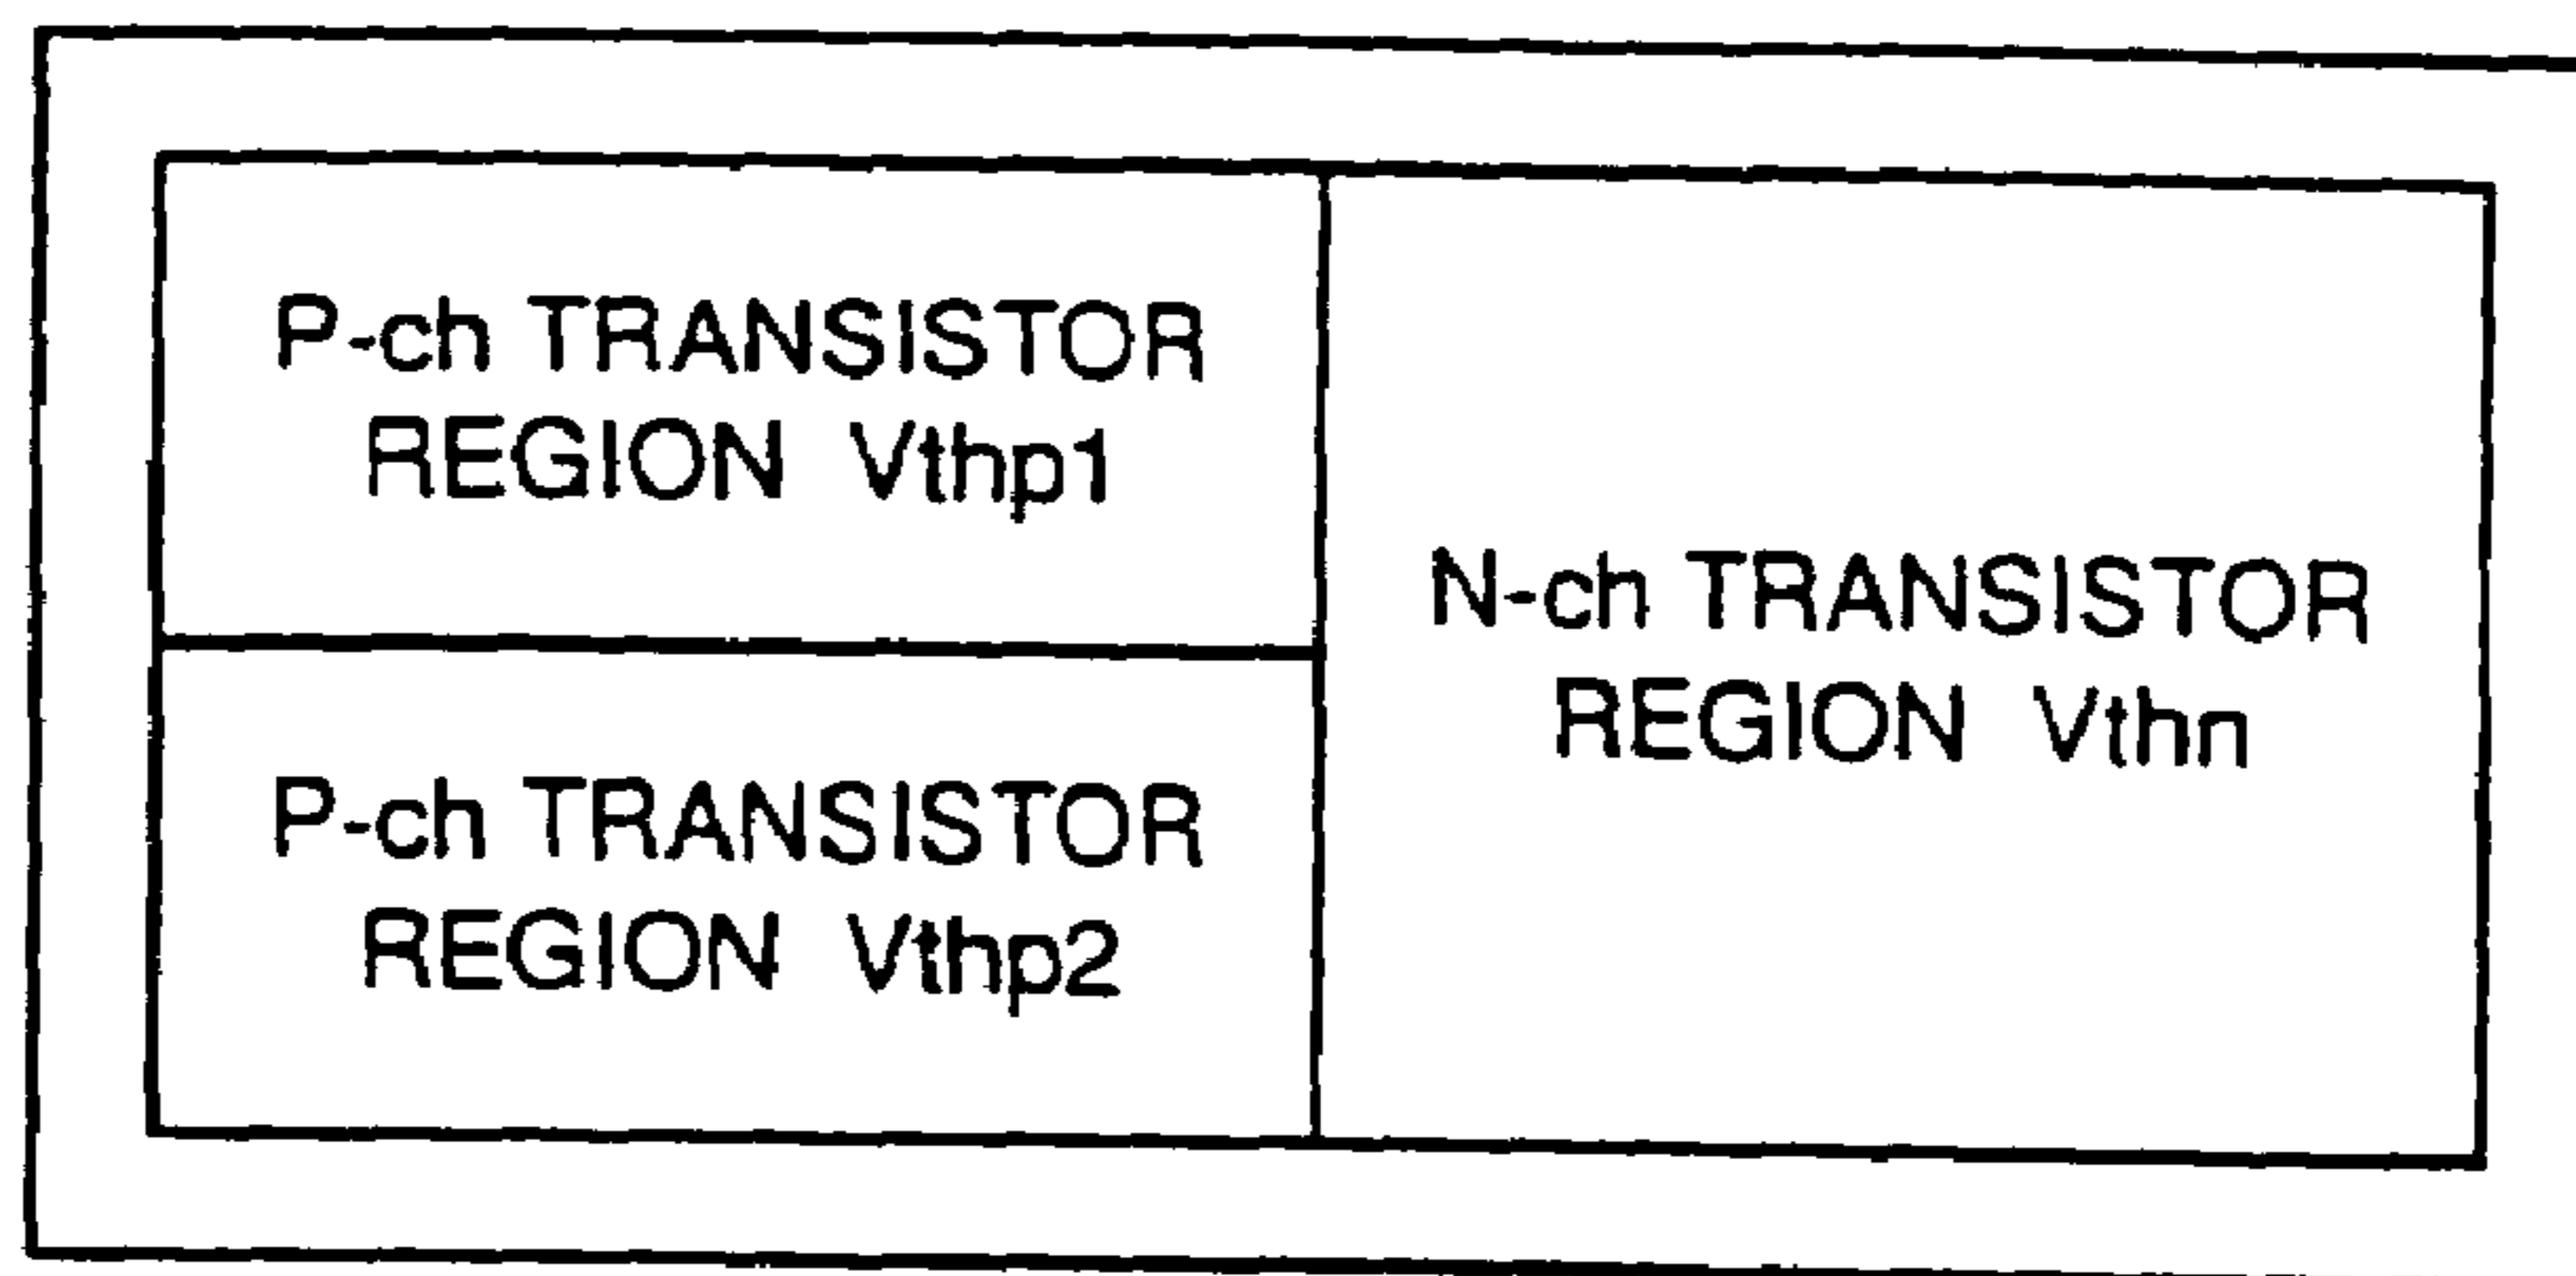 P-ch TRANSISTOR
REGION Vthp1
P-ch TRANSISTOR
REGION Vthp2
N-ch TRANSISTOR
REGION Vthn